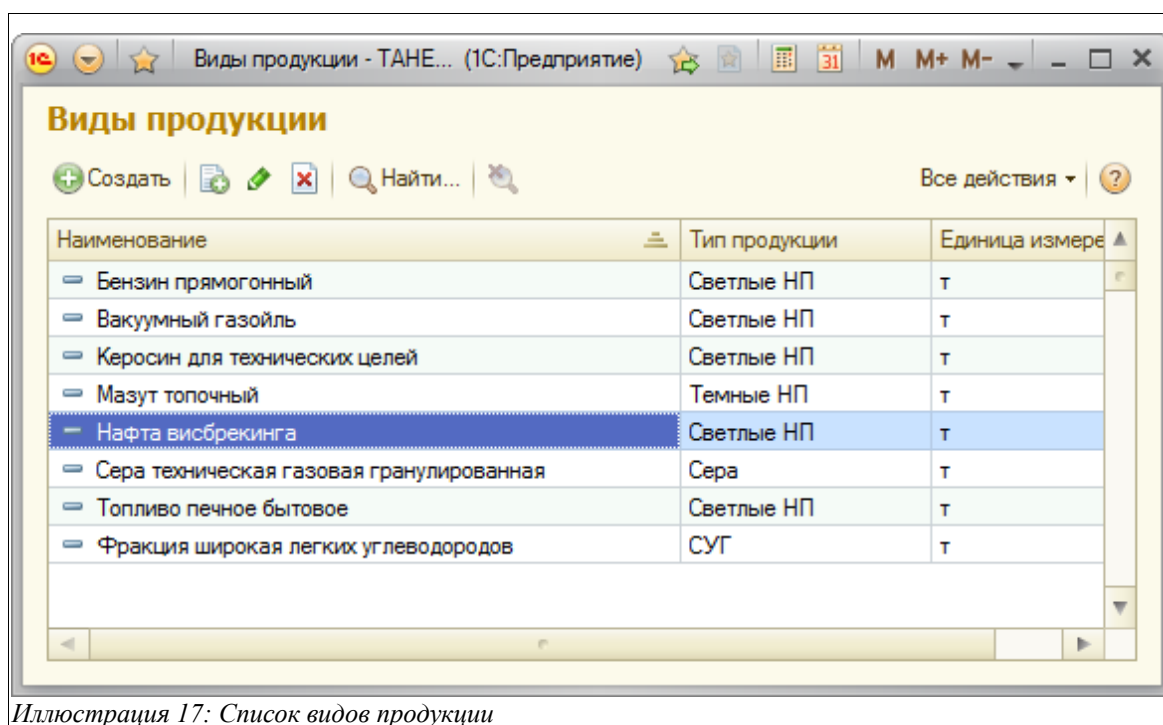 1С Виды продукции - ТАНЕ... (1С:Предприятие) 31 M M+ M-
Виды продукции
Создать Найти... Все действия ?
Наименование Тип продукции Единица измере
Бензин прямогонный Светлые НП т
Вакуумный газойль Светлые НП т
Керосин для технических целей Светлые НП т
Мазут топочный Темные НП т
Нафта висбрекинга Светлые НП т
Сера техническая газовая гранулированная Сера т
Топливо печное бытовое Светлые НП т
Фракция широкая легких углеводородов СУГ т
Иллюстрация 17: Список видов продукции